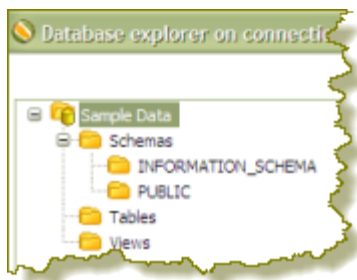 Database explorer on connecti
Sample Data
Schemas
INFORMATION_SCHEMA
PUBLIC
Tables
Views